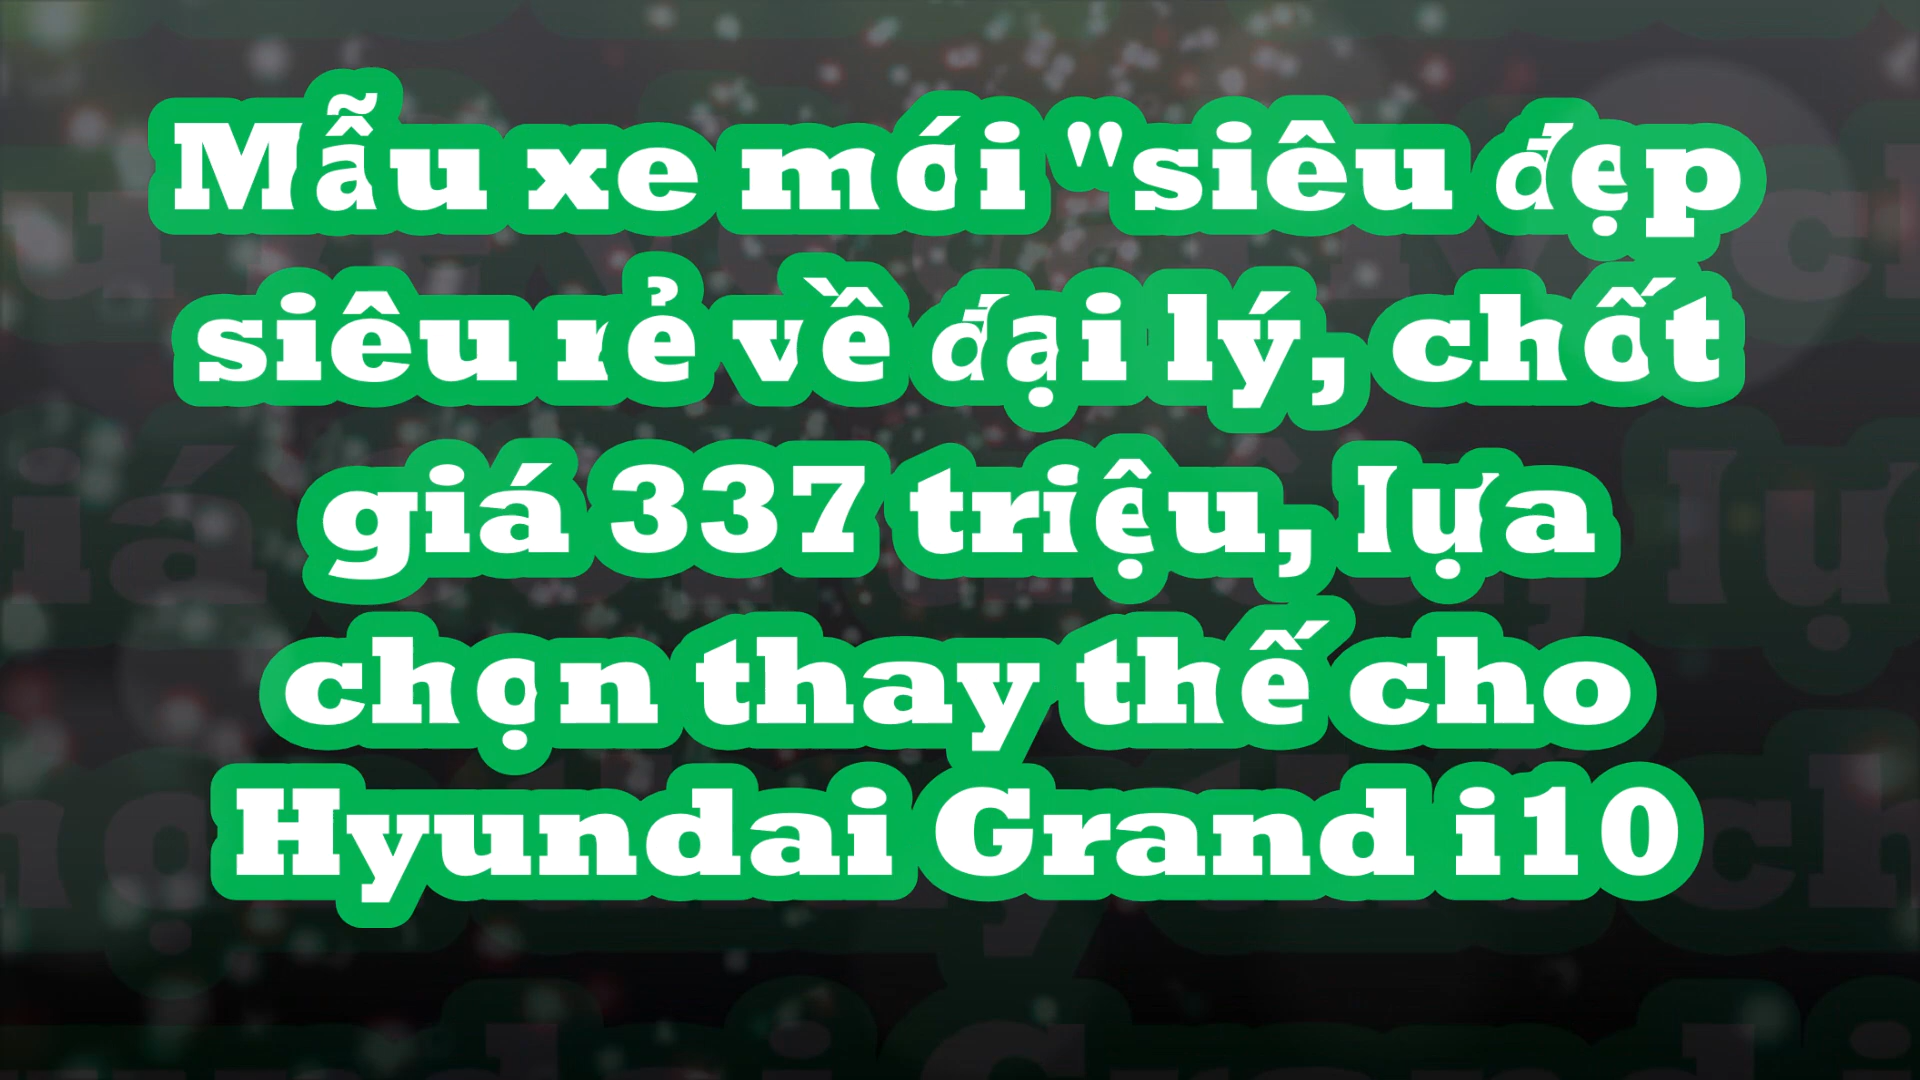 Mẫu xe mới "siêu đẹp
siêu rẻ về đại lý, chốt
giá 337 triệu, lựa
chọn thay thế cho
Hyundai Grand i10